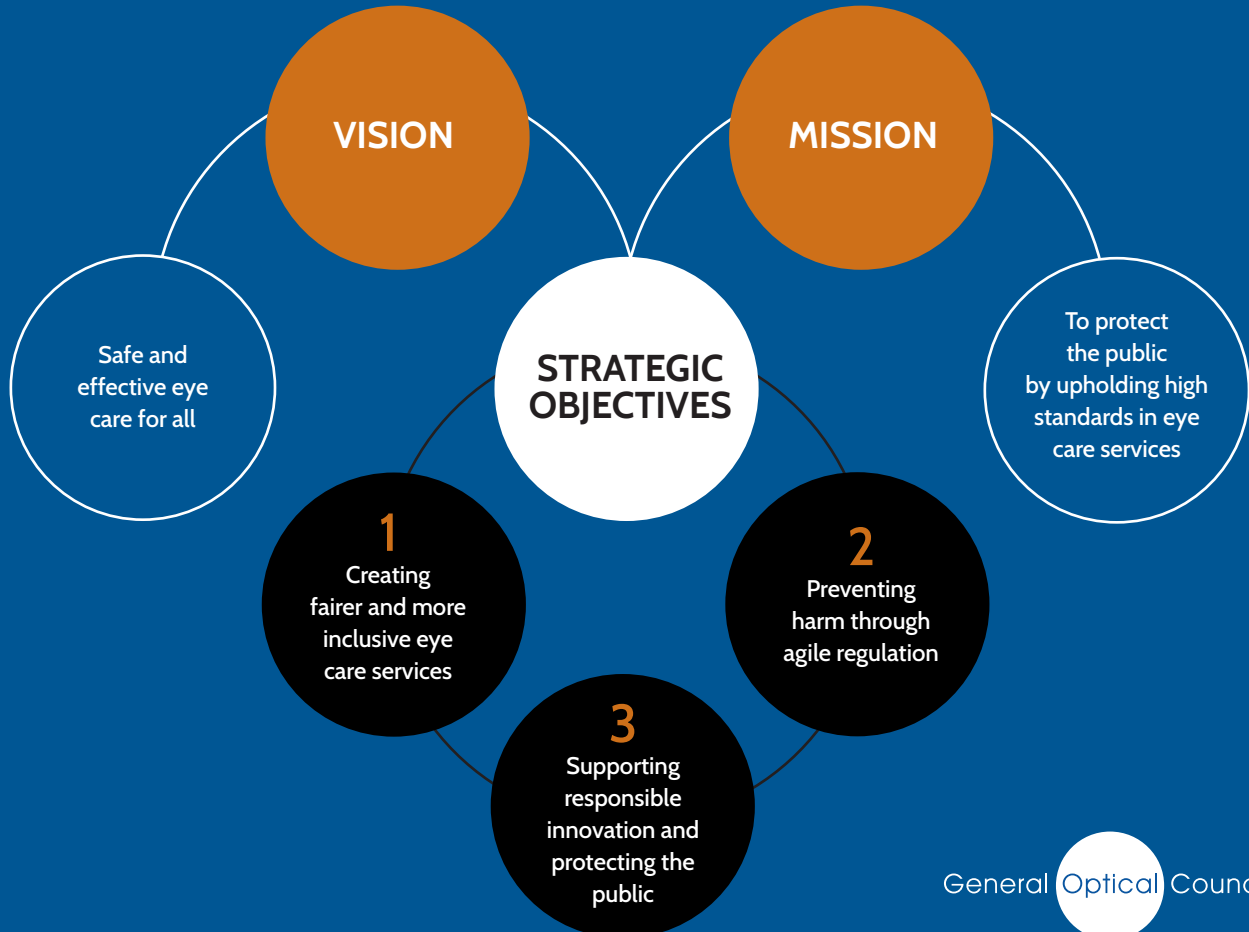 VISION
MISSION
Safe and
effective eye
care for all
STRATEGIC
OBJECTIVES
To protect
the public
by upholding high
standards in eye
care services
1
Creating
fairer and more
inclusive eye
care services
2
Preventing
harm through
agile regulation
3
Supporting
responsible
innovation and
protecting the
public
General Optical